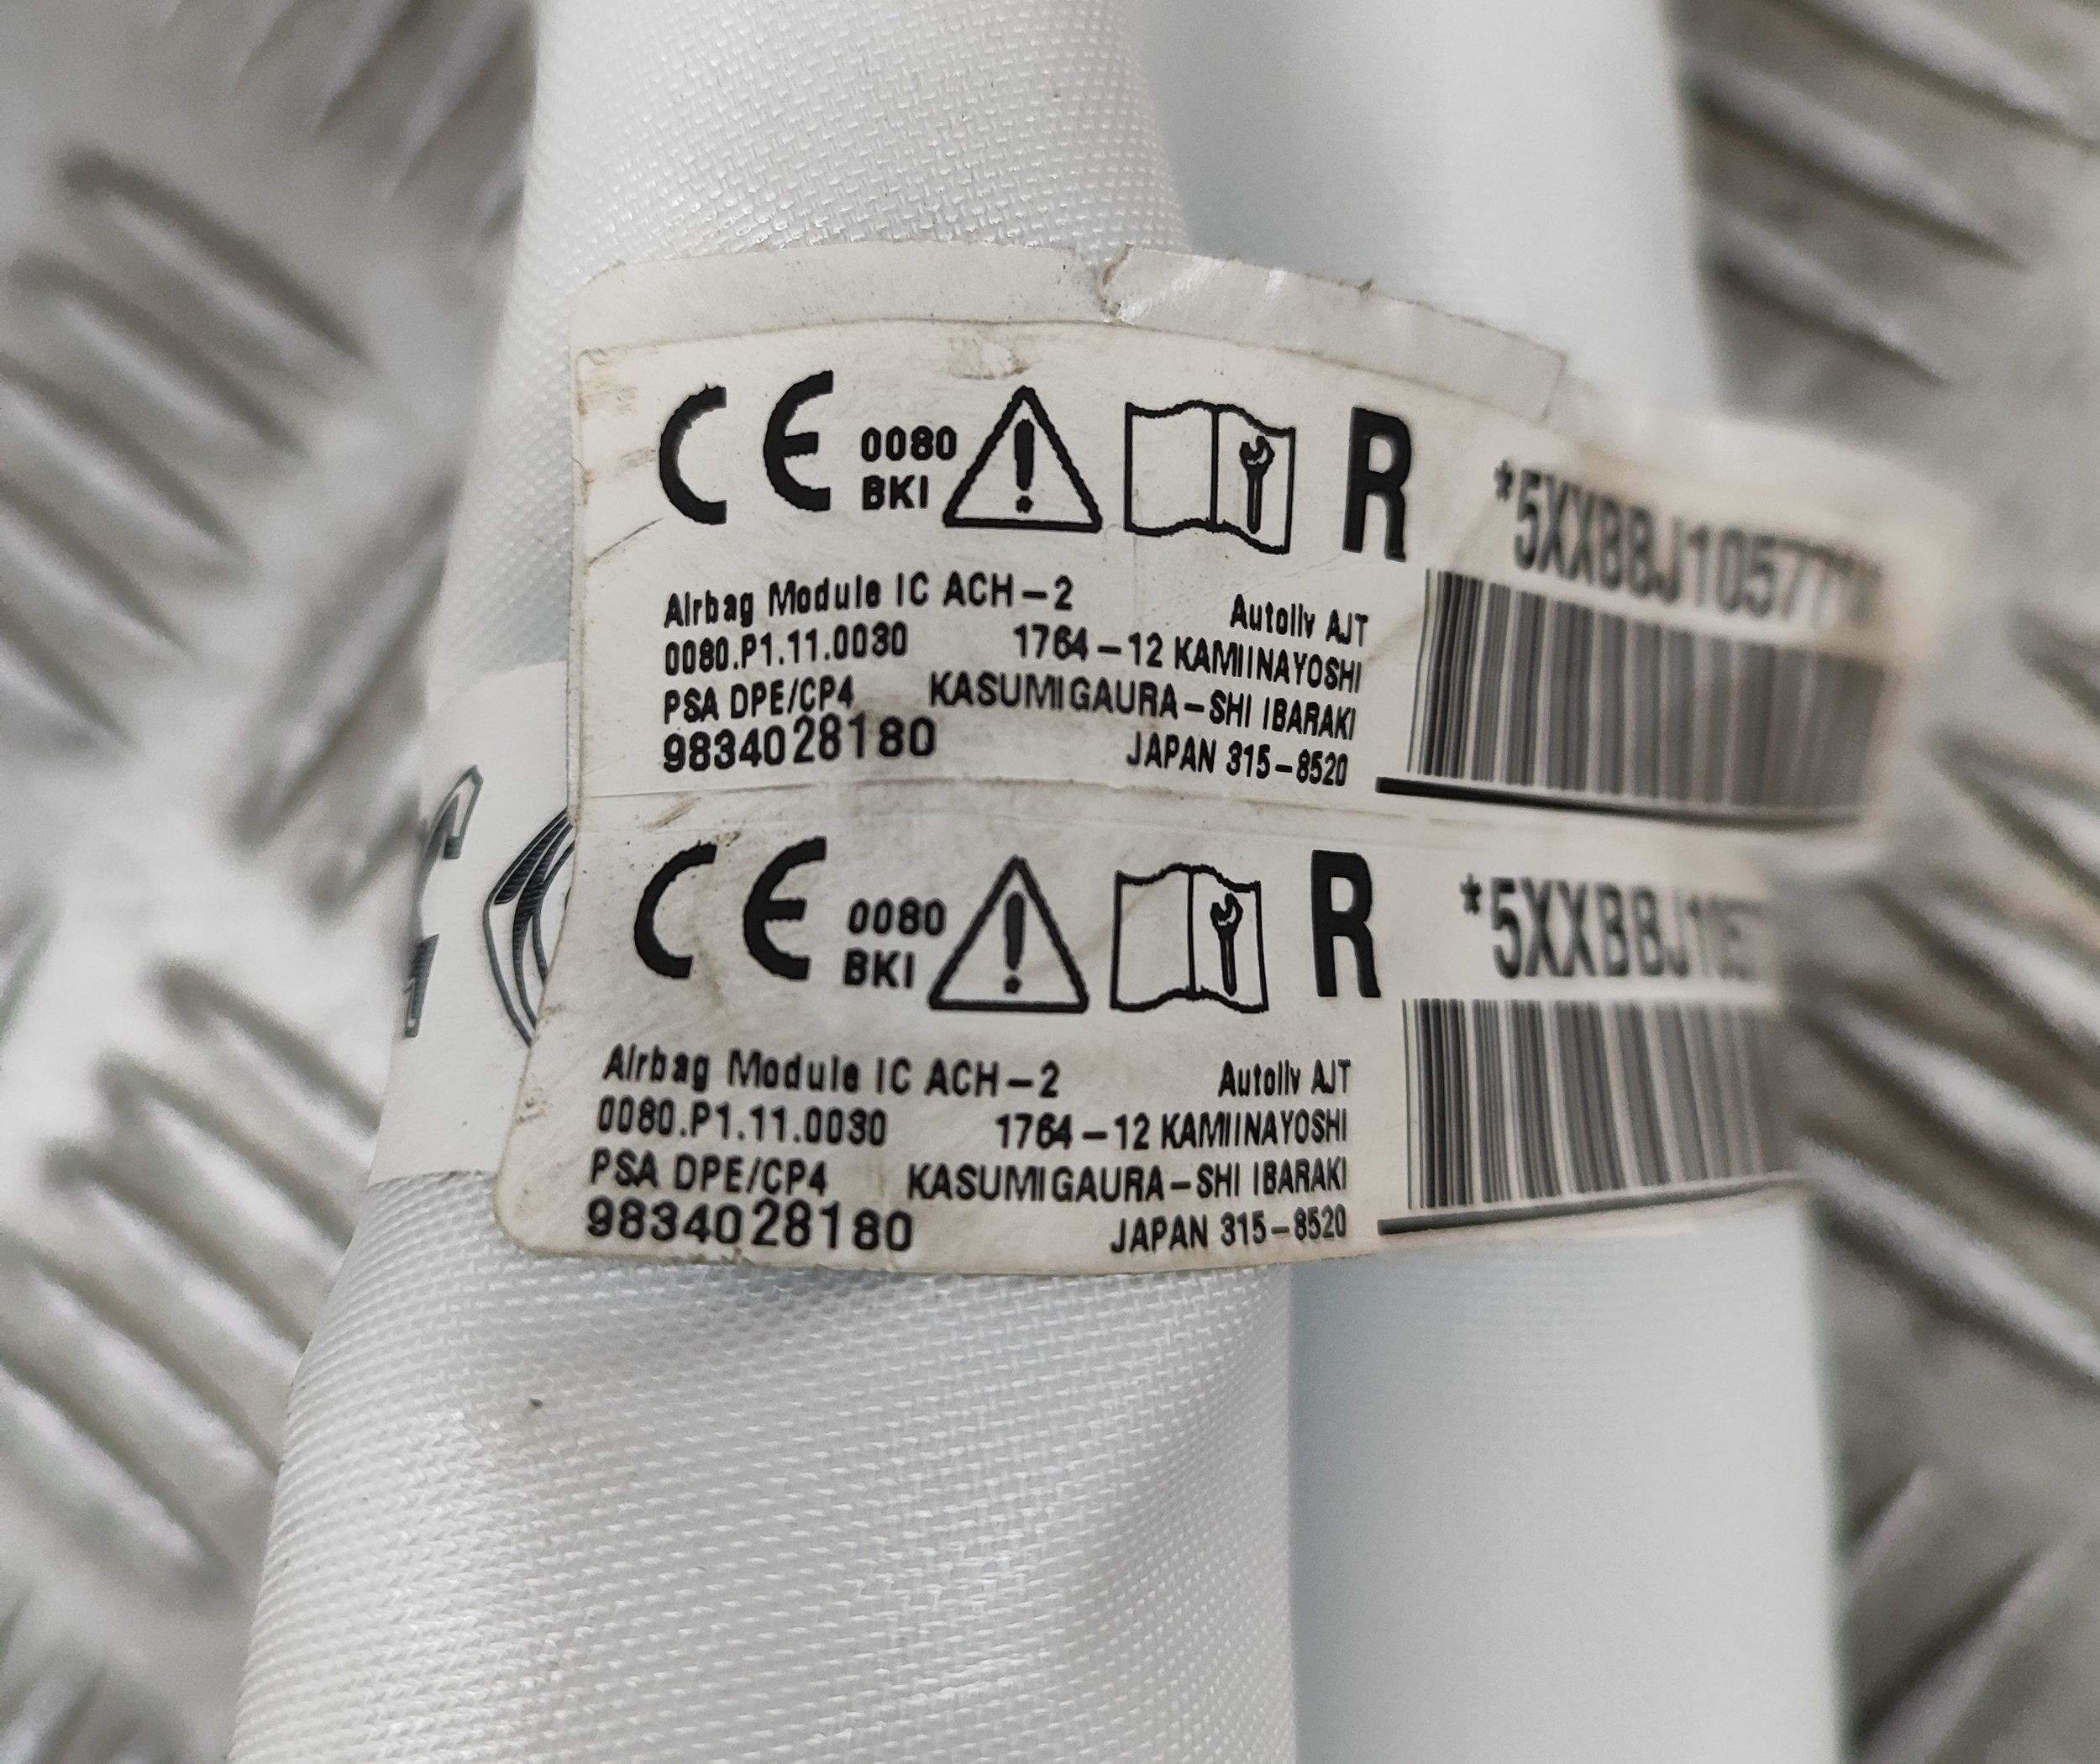 CE 0080 BKI R
Airbag Module IC ACH-2
0080.P1.11.0030
PSA DPE/CP4
9834028180
Autoliv AJT
1764-12 KAMIINAYOSHI
KASUMIGAURA-SHI IBARAKI
JAPAN 315-8520
CE 0080 BKI R
Airbag Module IC ACH-2
0080.P1.11.0030
PSA DPE/CP4
9834028180
Autoliv AJT
1764-12 KAMIINAYOSHI
KASUMIGAURA-SHI IBARAKI
JAPAN 315-8520